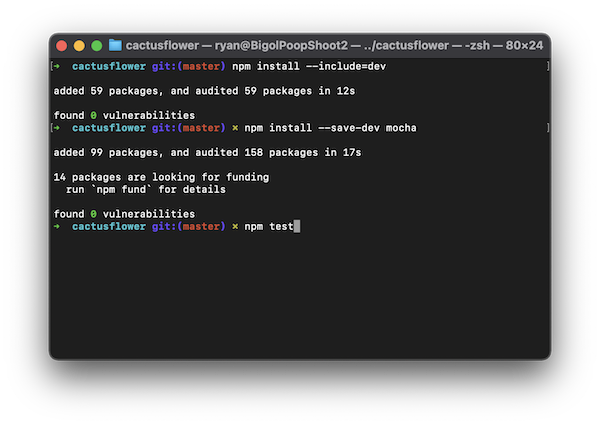 cactusflower — ryan@BigolPoopShoot2 — ../cactusflower — -zsh — 80×24
[➜  cactusflower git:(master) npm install --include=dev ]

added 59 packages, and audited 59 packages in 12s

found 0 vulnerabilities
[➜  cactusflower git:(master) × npm install --save-dev mocha ]

added 99 packages, and audited 158 packages in 17s

14 packages are looking for funding
  run `npm fund` for details

found 0 vulnerabilities
➜  cactusflower git:(master) × npm test